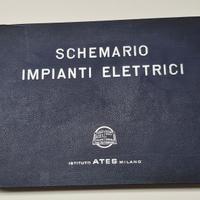 SCHEMARIO
IMPIANTI ELETTRICI
ISTITUTO ATES MILANO